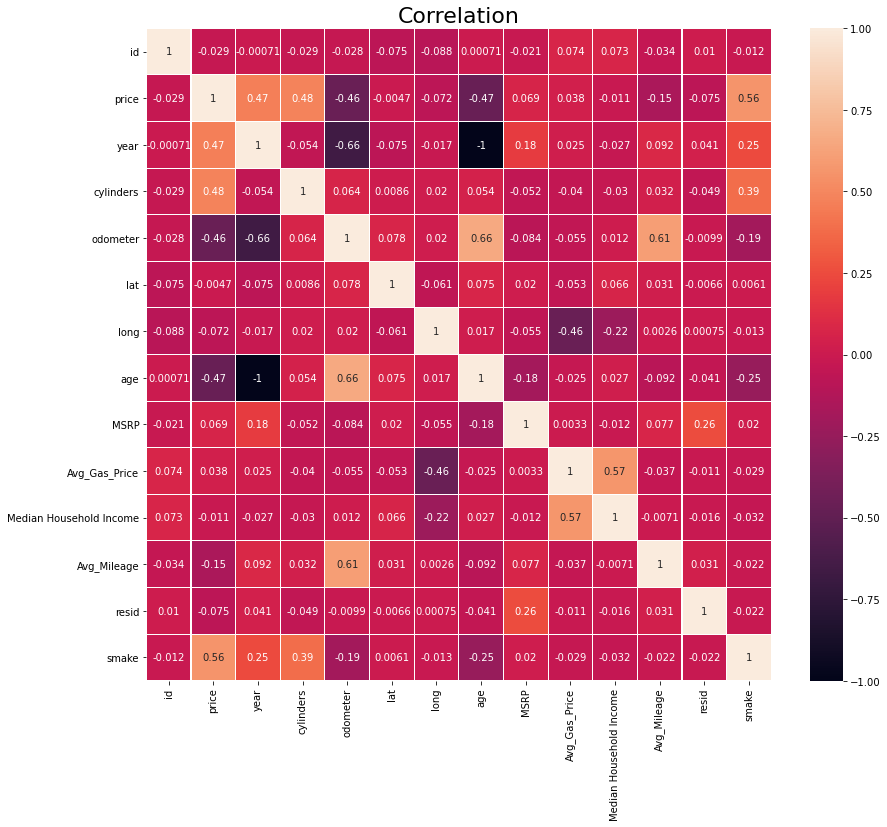 Correlation
id 1 -0.029 -0.00071 -0.029 -0.028 -0.075 -0.088 0.00071 -0.021 0.074 0.073 -0.034 0.01 -0.012
price -0.029 1 0.47 0.48 -0.46 -0.0047 -0.072 -0.47 0.069 0.038 -0.011 -0.15 -0.075 0.56
year -0.00071 0.47 1 -0.054 -0.66 -0.075 -0.017 -1 0.18 0.025 -0.027 0.092 0.041 0.25
cylinders -0.029 0.48 -0.054 1 0.064 0.0086 0.02 0.054 -0.052 -0.04 -0.03 0.032 -0.049 0.39
odometer -0.028 -0.46 -0.66 0.064 1 0.078 0.02 0.66 -0.084 -0.055 0.012 0.61 -0.0099 -0.19
lat -0.075 -0.0047 -0.075 0.0086 0.078 1 -0.061 0.075 0.02 -0.053 0.066 0.031 -0.0066 0.0061
long -0.088 -0.072 -0.017 0.02 0.02 -0.061 1 0.017 -0.055 -0.46 -0.22 0.0026 0.00075 -0.013
age 0.00071 -0.47 -1 0.054 0.66 0.075 0.017 1 -0.18 -0.025 0.027 -0.092 -0.041 -0.25
MSRP -0.021 0.069 0.18 -0.052 -0.084 0.02 -0.055 -0.18 1 0.0033 -0.012 0.077 0.26 0.02
Avg_Gas_Price 0.074 0.038 0.025 -0.04 -0.055 -0.053 -0.46 -0.025 0.0033 1 0.57 -0.037 -0.011 -0.029
Median Household Income 0.073 -0.011 -0.027 -0.03 0.012 0.066 -0.22 0.027 -0.012 0.57 1 -0.0071 -0.016 -0.032
Avg_Mileage -0.034 -0.15 0.092 0.032 0.61 0.031 0.0026 -0.092 0.077 -0.037 -0.0071 1 0.031 -0.022
resid 0.01 -0.075 0.041 -0.049 -0.0099 -0.0066 0.00075 -0.041 0.26 -0.011 -0.016 0.031 1 -0.022
smake -0.012 0.56 0.25 0.39 -0.19 0.0061 -0.013 -0.25 0.02 -0.029 -0.032 -0.022 -0.022 1
id price year cylinders odometer lat long age MSRP Avg_Gas_Price Median Household Income Avg_Mileage resid smake
1.00
0.75
0.50
0.25
0.00
−0.25
−0.50
−0.75
−1.00